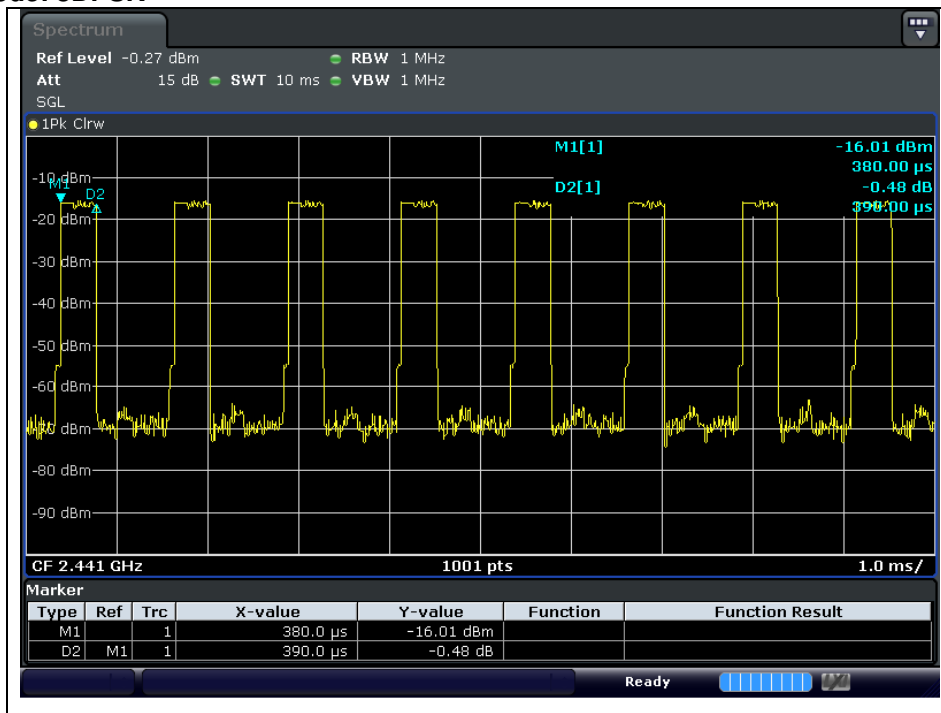 Spectrum
Ref Level -0.27 dBm RBW 1 MHz
Att 15 dB SWT 10 ms VBW 1 MHz
SGL
1Pk Clrw
M1[1] -16.01 dBm
380.00 µs
D2[1] -0.48 dB
390.00 µs
-10 dBm
M1
D2
-20 dBm
-30 dBm
-40 dBm
-50 dBm
-60 dBm
-70 dBm
-80 dBm
-90 dBm
CF 2.441 GHz 1001 pts 1.0 ms/
Marker
Type Ref Trc X-value Y-value Function Function Result
M1 1 380.0 µs -16.01 dBm
D2 M1 1 390.0 µs -0.48 dB
Ready